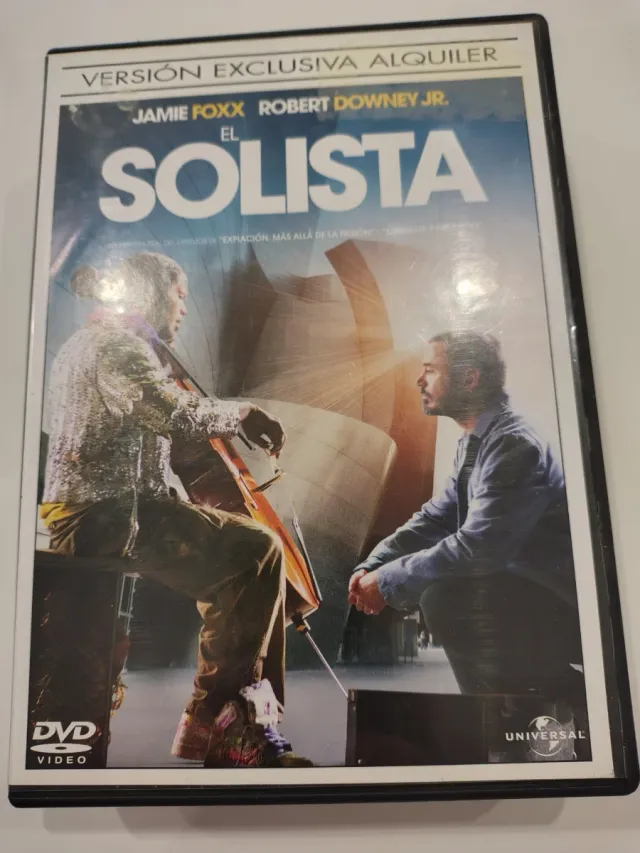 VERSIÓN EXCLUSIVA ALQUILER
JAMIE FOXX ROBERT DOWNEY JR.
EL
SOLISTA
"EXPIACIÓN, MÁS ALLÁ DE LA PASIÓN"
DVD
VIDEO
UNIVERSAL